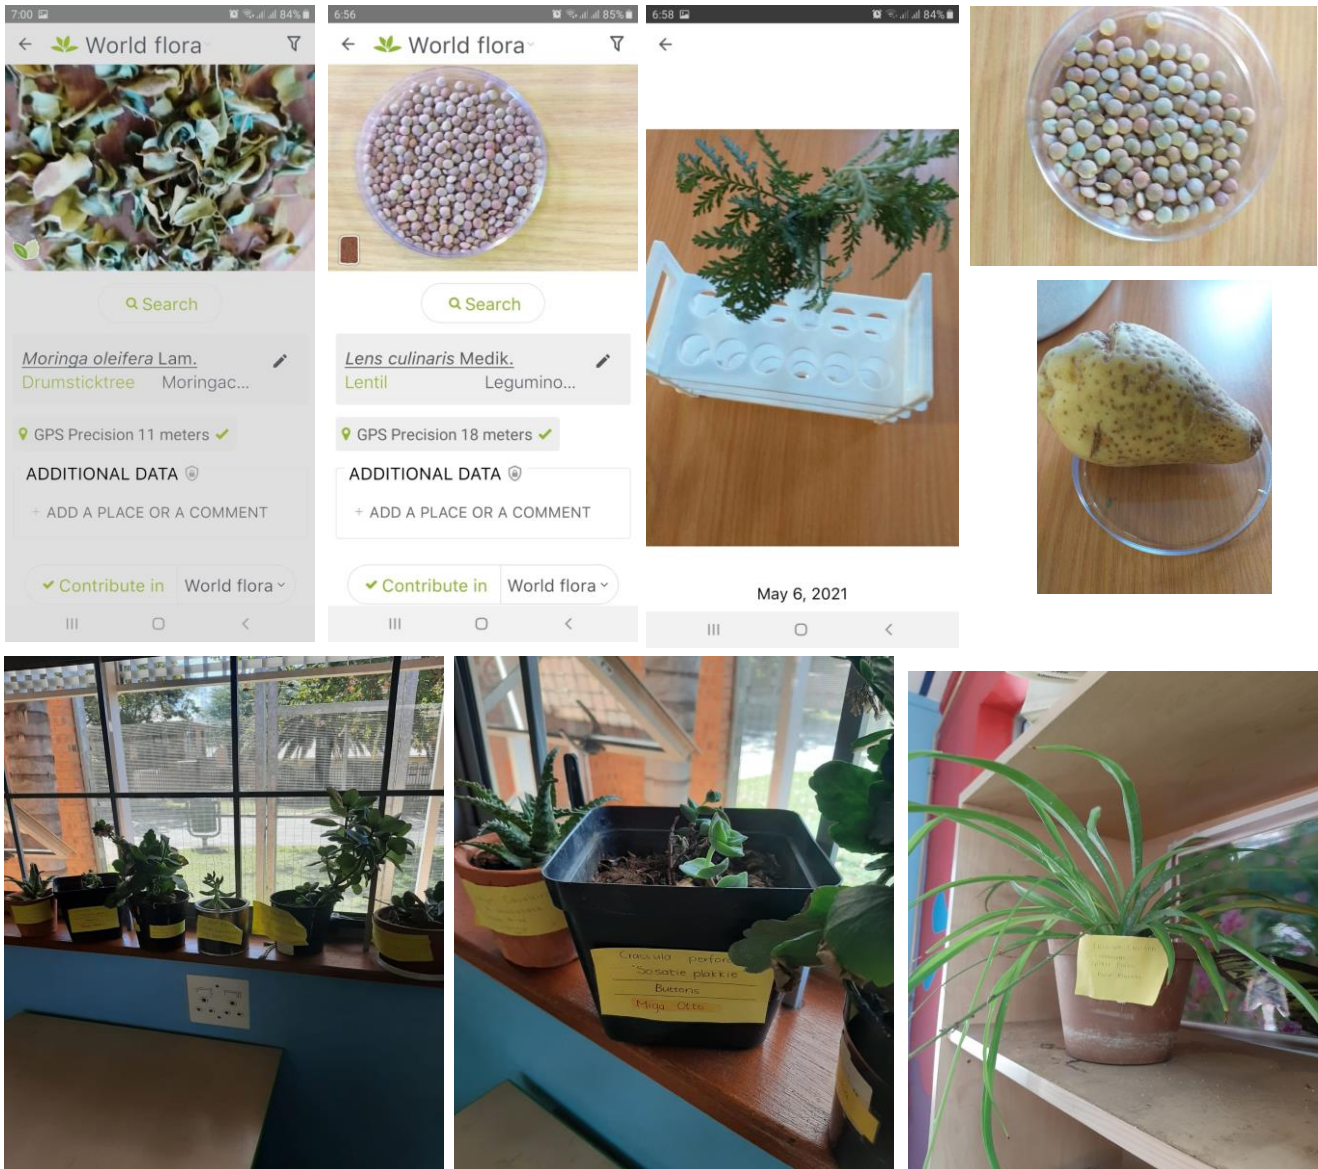 7:00
84%
World flora
Search
Moringa oleifera Lam.
Drumsticktree Moringac...
GPS Precision 11 meters
ADDITIONAL DATA
+ ADD A PLACE OR A COMMENT
Contribute in World flora
6:56
85%
World flora
Search
Lens culinaris Medik.
Lentil Legumino...
GPS Precision 18 meters
ADDITIONAL DATA
+ ADD A PLACE OR A COMMENT
Contribute in World flora
6:58
84%
May 6, 2021
Crassula perfor
"Sosatie plakkie
Buttons
Miga Otto